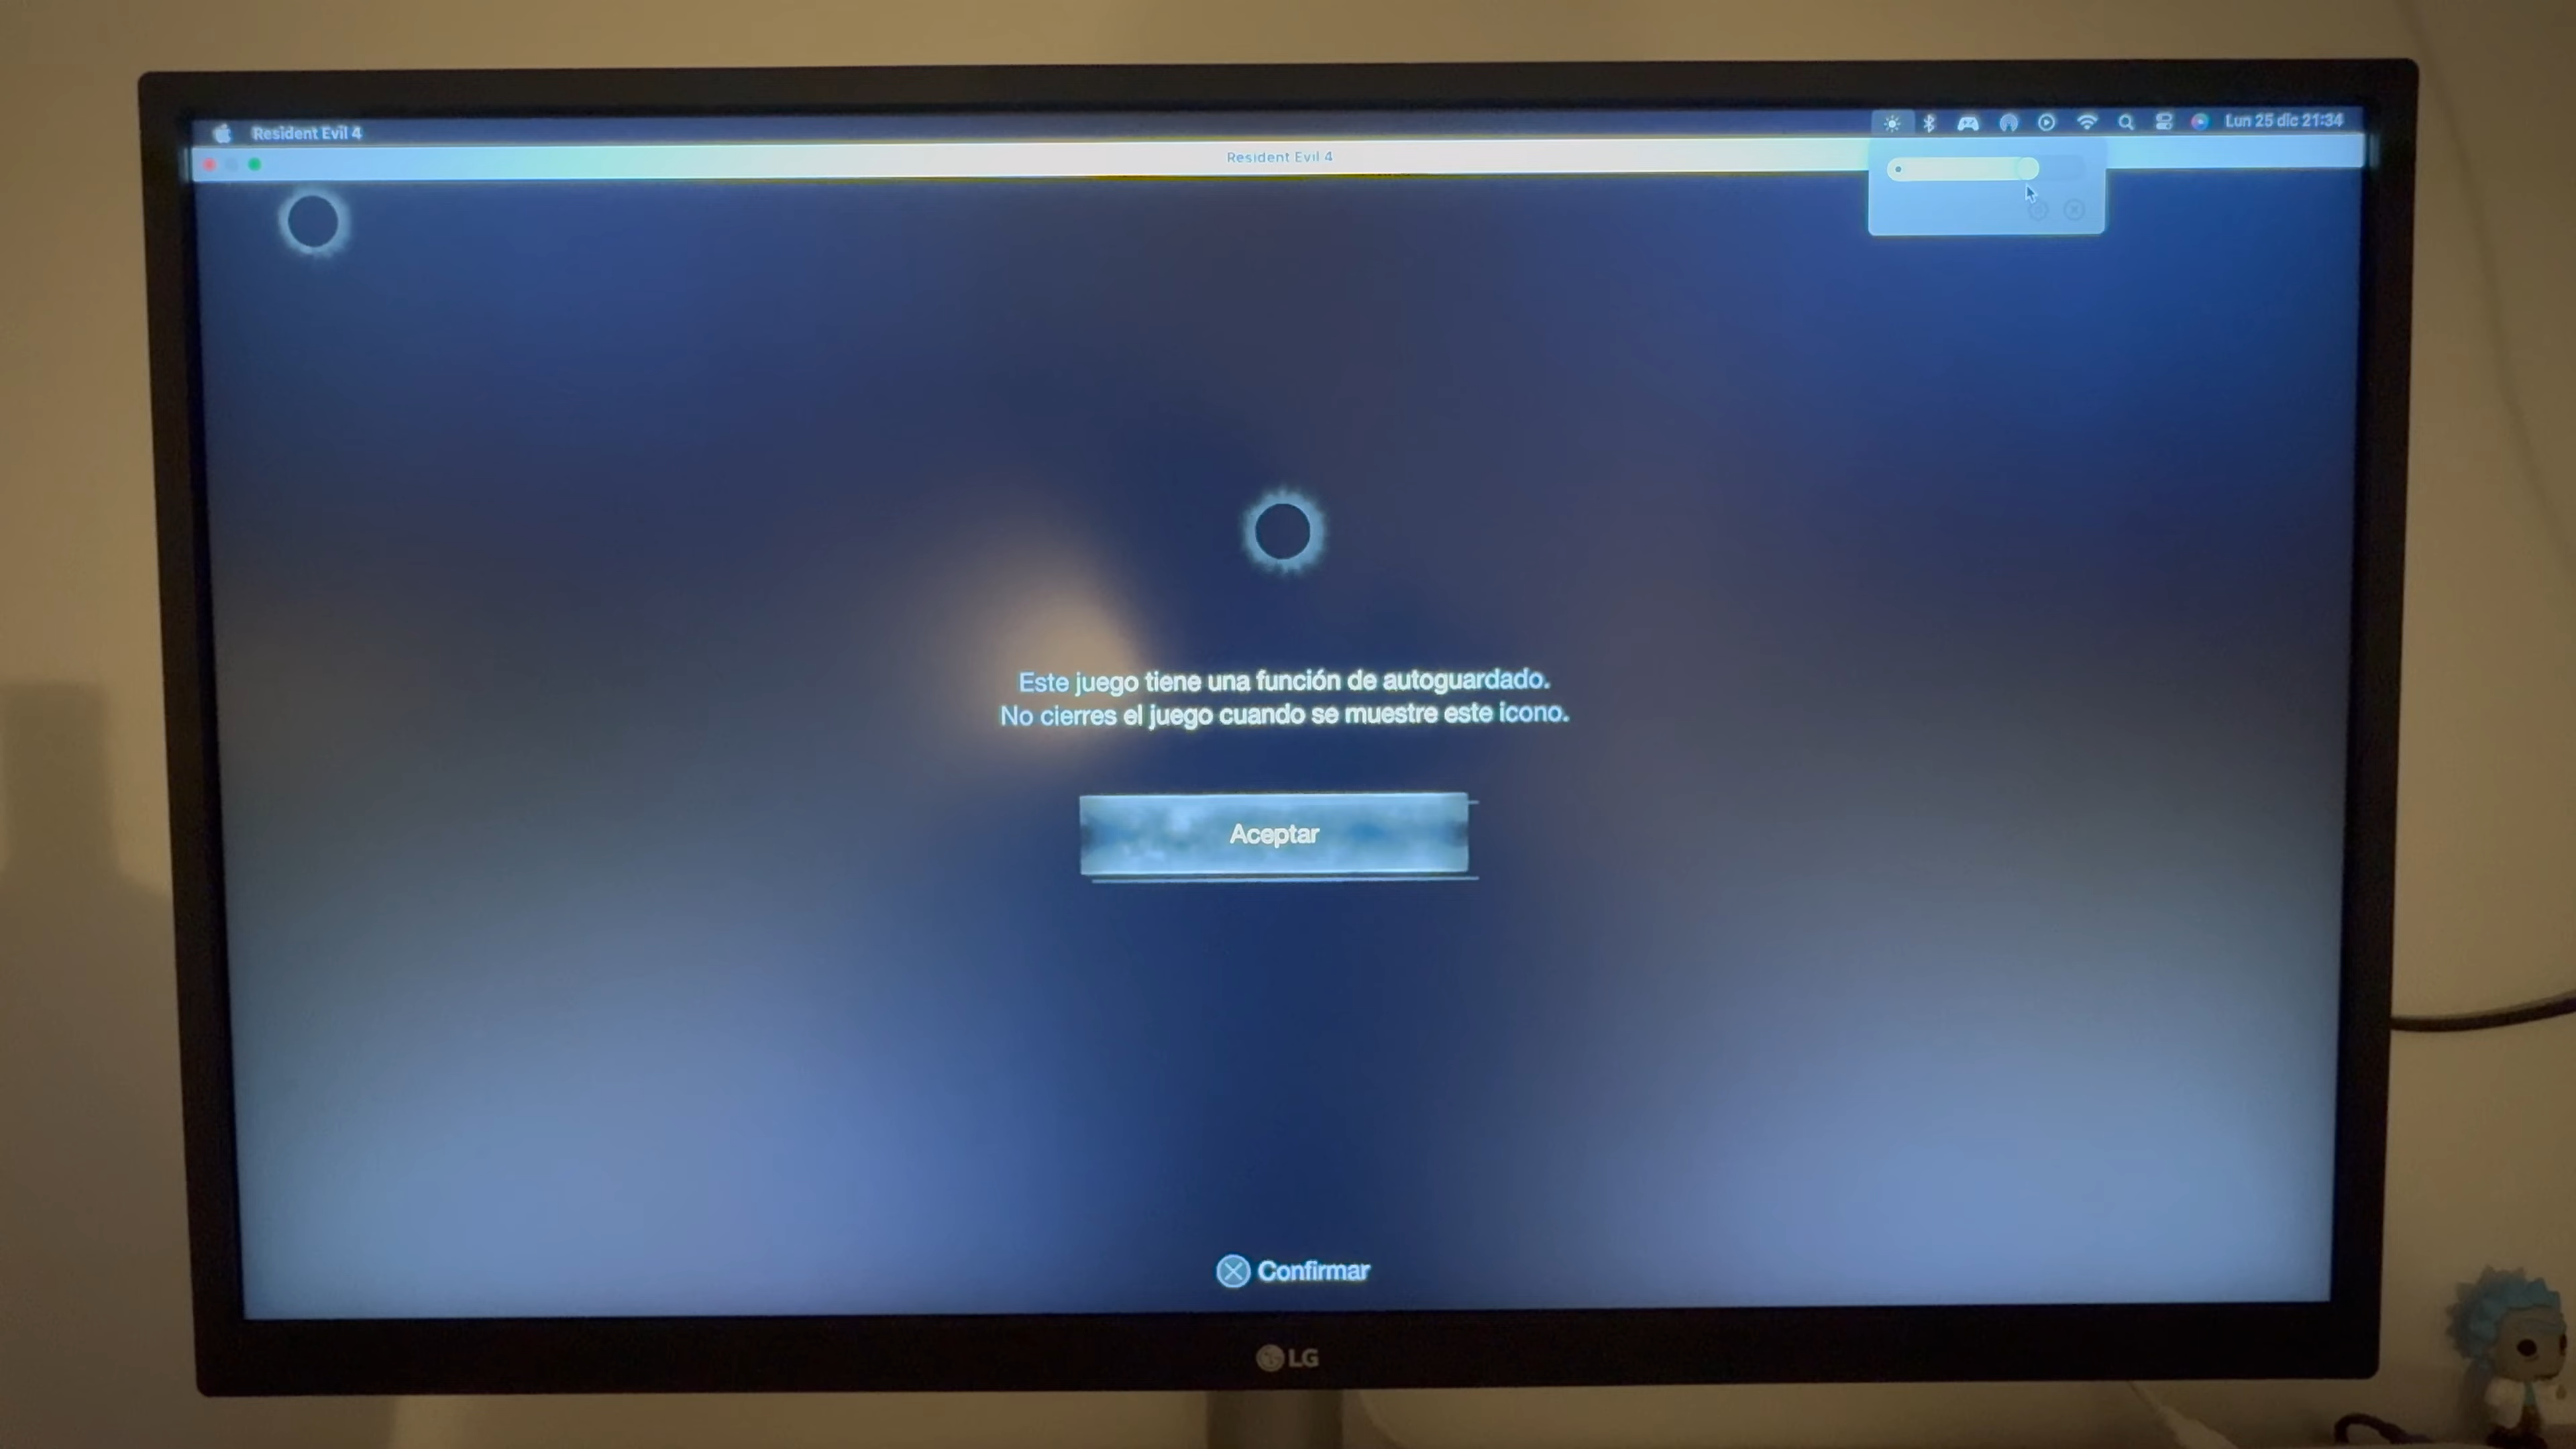 Resident Evil 4
Lun 25 dic 21:34
Resident Evil 4
Este juego tiene una función de autoguardado.
No cierres el juego cuando se muestre este icono.
Aceptar
Confirmar
LG